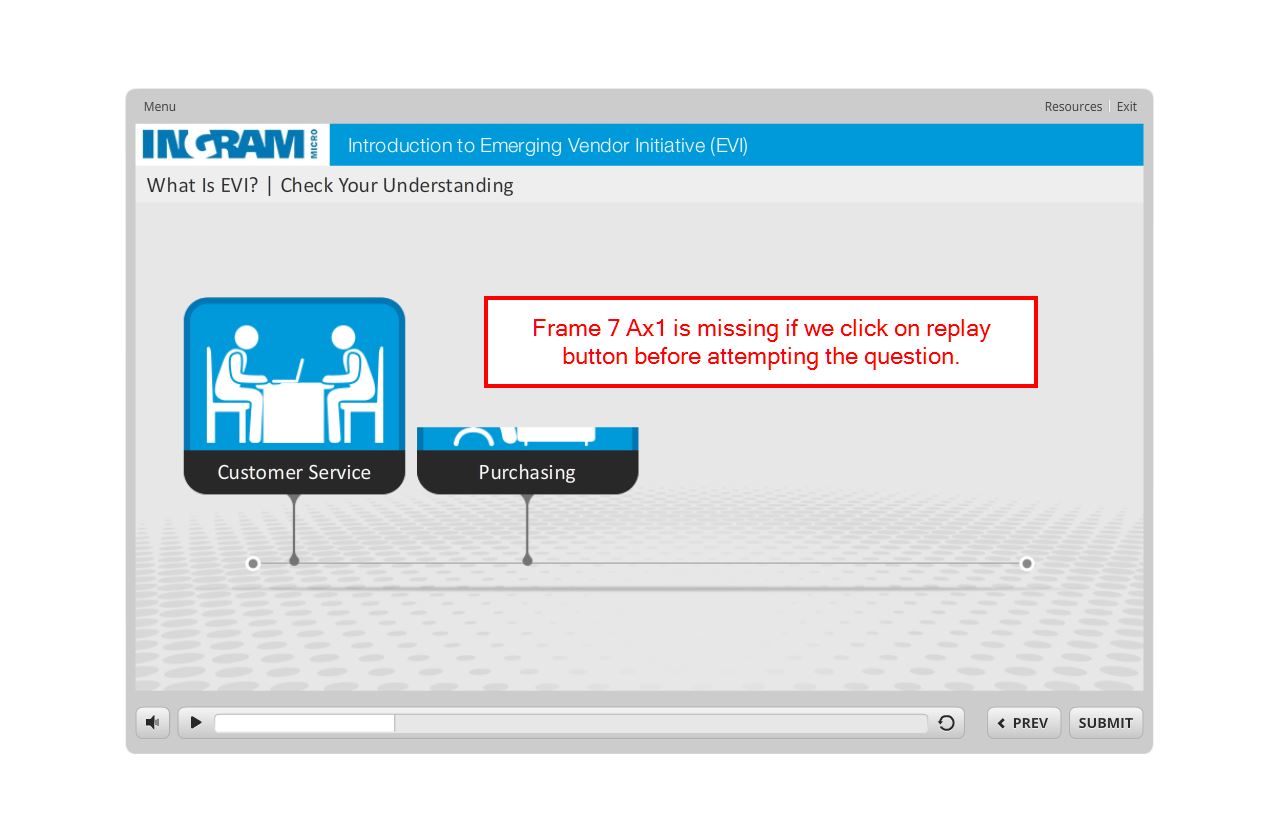 Menu
Resources | Exit
INGRAM MICRO
Introduction to Emerging Vendor Initiative (EVI)
What Is EVI? | Check Your Understanding
Frame 7 Ax1 is missing if we click on replay
button before attempting the question.
Customer Service
Purchasing
PREV
SUBMIT